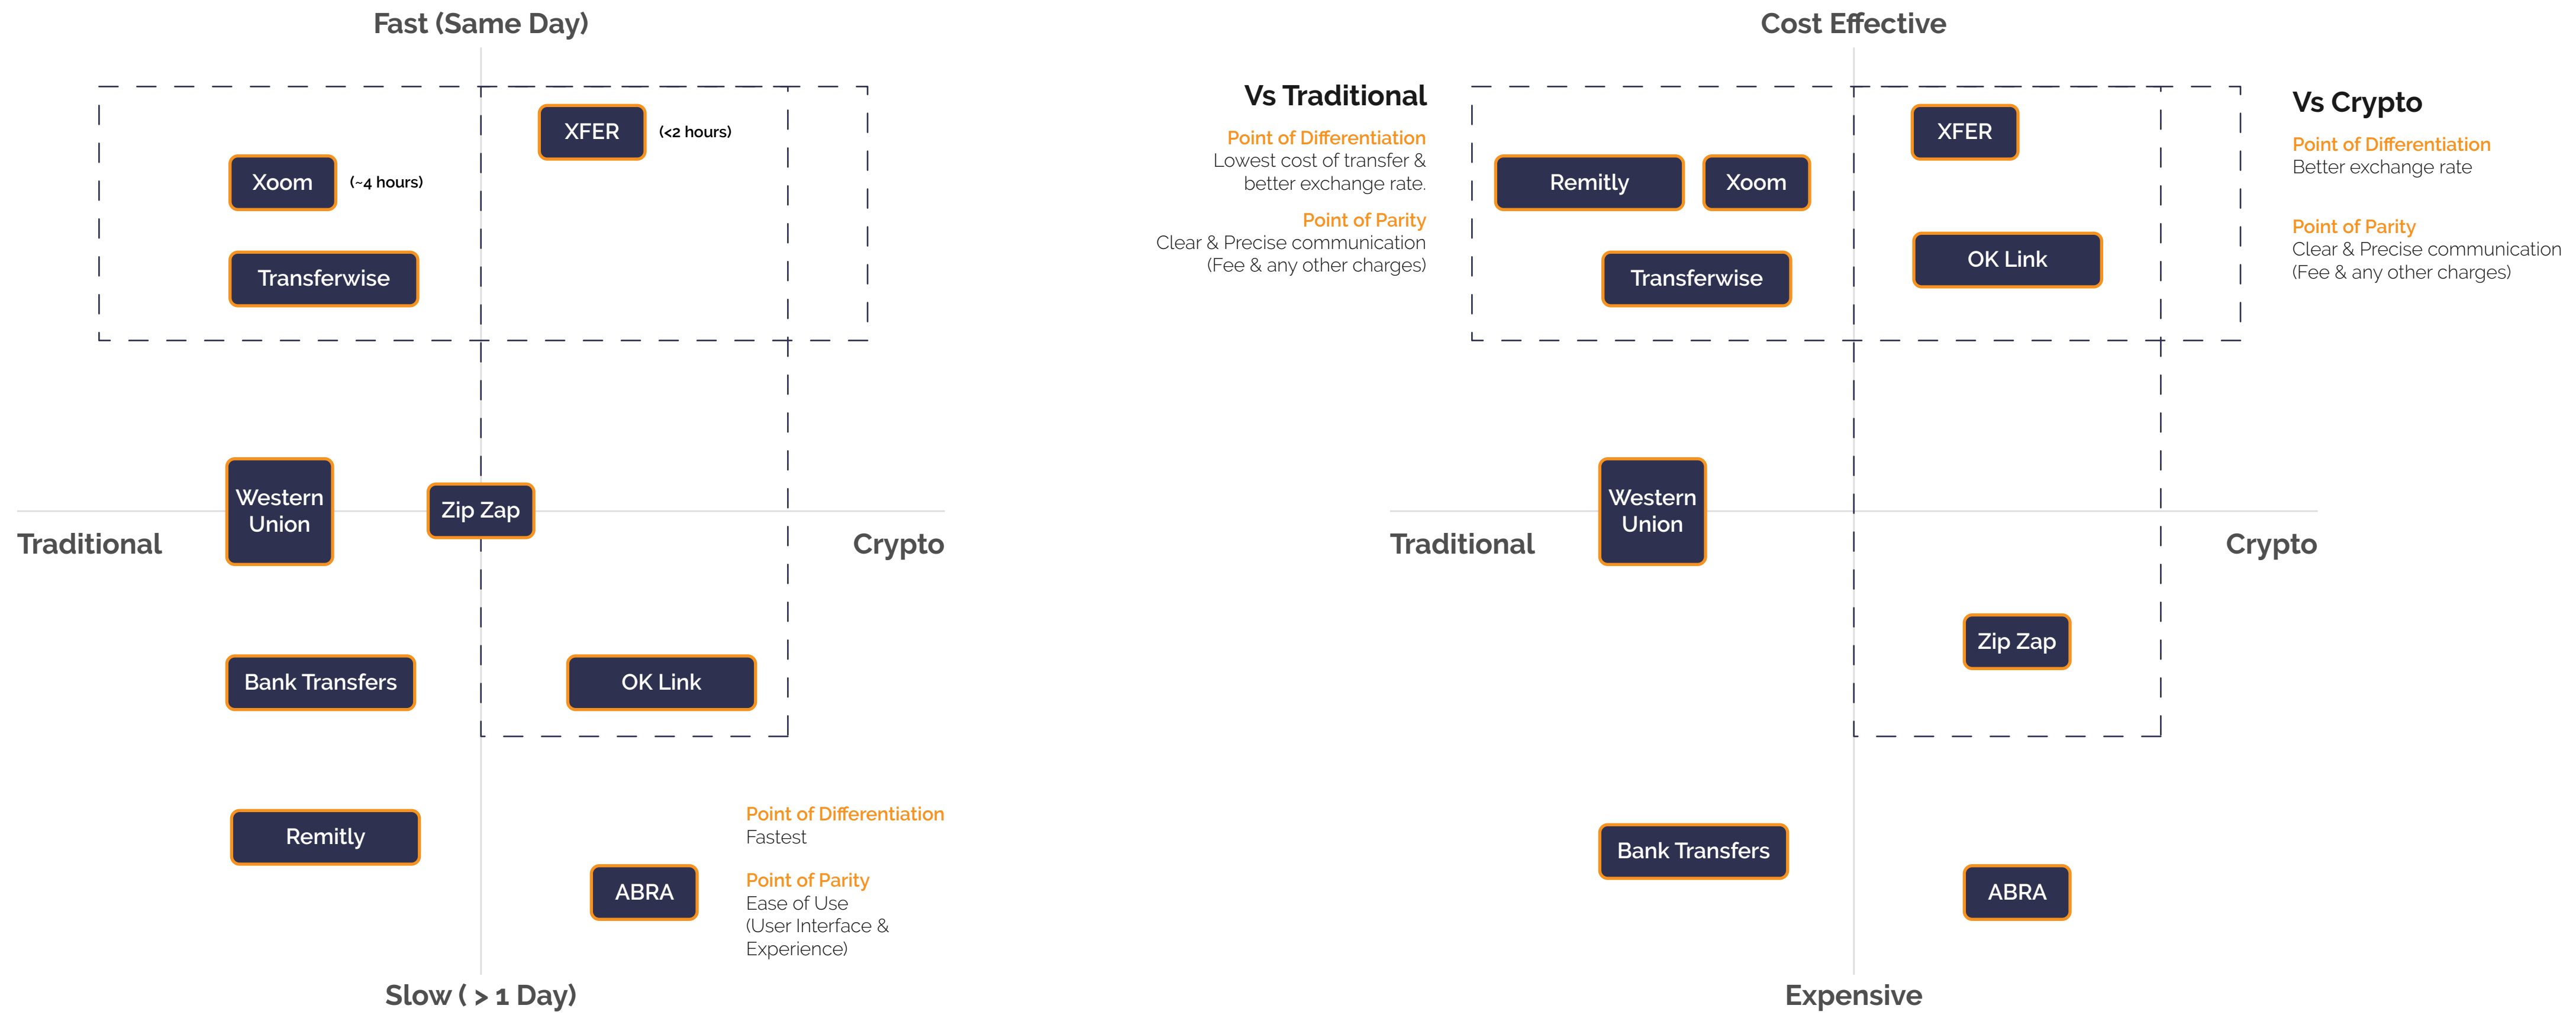 Fast (Same Day)
XFER
(<2 hours)
Xoom
(~4 hours)
Transferwise
Western
Union
Zip Zap
Traditional
Crypto
Bank Transfers
OK Link
Remitly
Point of Differentiation
Fastest
ABRA
Point of Parity
Ease of Use
(User Interface &
Experience)
Slow ( > 1 Day)
Cost Effective
Vs Traditional
Point of Differentiation
Lowest cost of transfer &
better exchange rate.
Point of Parity
Clear & Precise communication
(Fee & any other charges)
XFER
Remitly
Xoom
OK Link
Transferwise
Vs Crypto
Point of Differentiation
Better exchange rate
Point of Parity
Clear & Precise communication
(Fee & any other charges)
Western
Union
Traditional
Crypto
Zip Zap
Bank Transfers
ABRA
Expensive